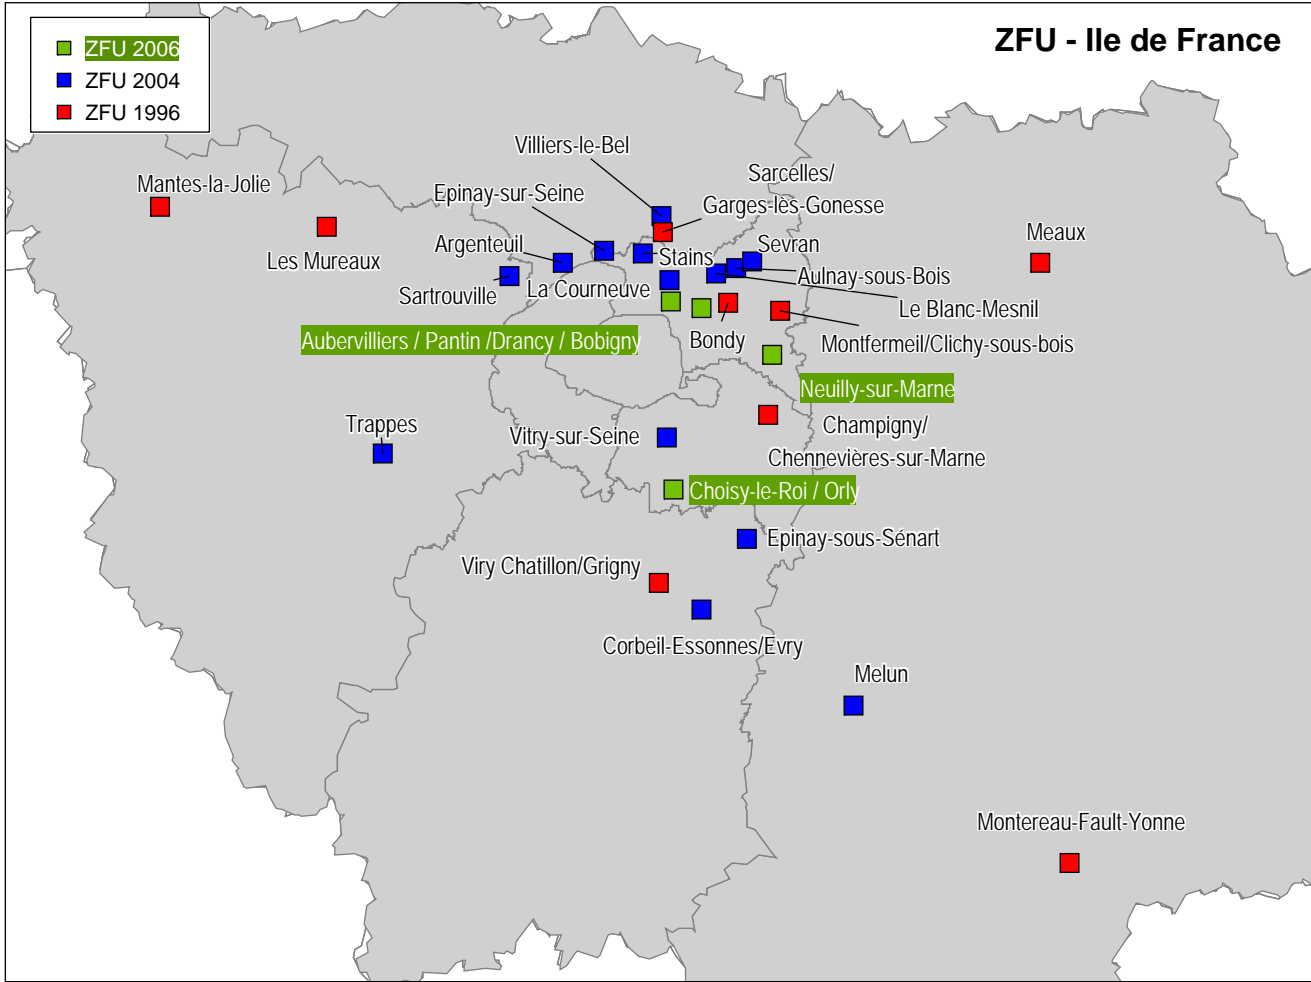 ZFU - Ile de France
ZFU 2006
ZFU 2004
ZFU 1996
Villiers-le-Bel
Sarcelles/
Garges-lès-Gonesse
Mantes-la-Jolie
Epinay-sur-Seine
Les Mureaux
Argenteuil
Stains
Sevran
Meaux
Sartrouville
La Courneuve
Aulnay-sous-Bois
Le Blanc-Mesnil
Aubervilliers / Pantin /Drancy / Bobigny
Bondy
Montfermeil/Clichy-sous-bois
Neuilly-sur-Marne
Trappes
Vitry-sur-Seine
Champigny/
Chennevières-sur-Marne
Choisy-le-Roi / Orly
Epinay-sous-Sénart
Viry Chatillon/Grigny
Corbeil-Essonnes/Evry
Melun
Montereau-Fault-Yonne